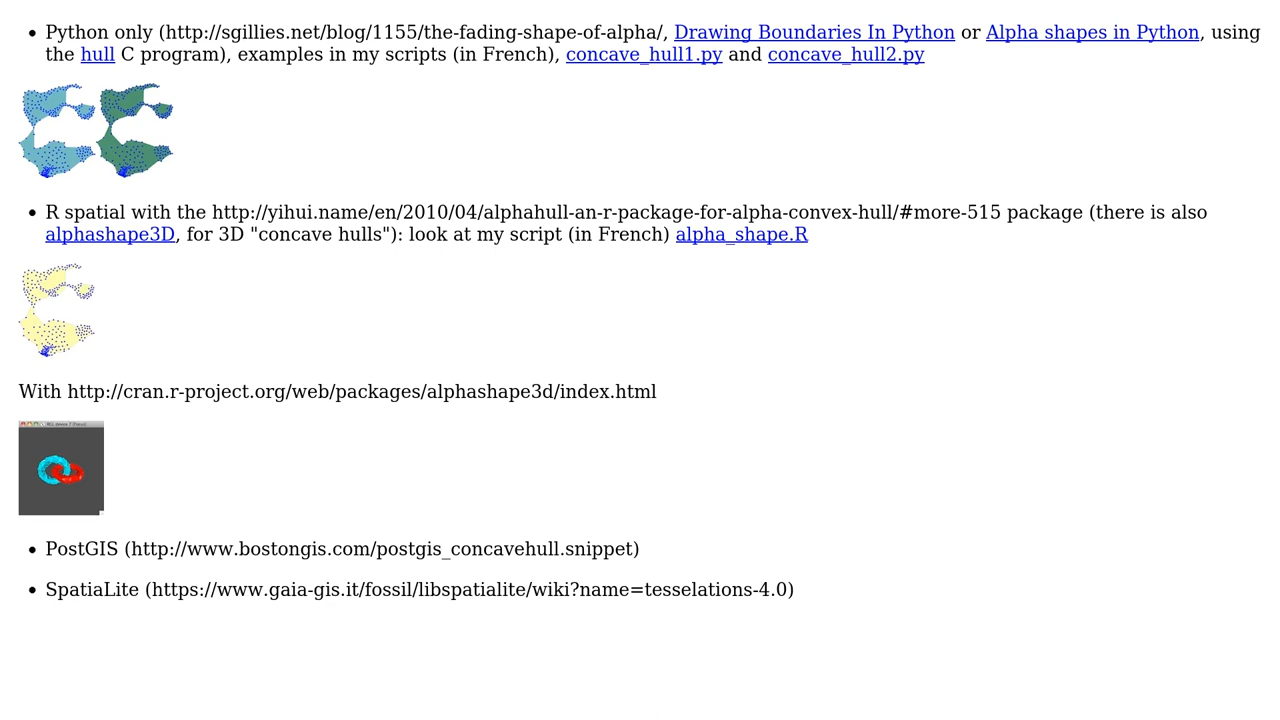 Python only (http://sgillies.net/blog/1155/the-fading-shape-of-alpha/, Drawing Boundaries In Python or Alpha shapes in Python, using
the hull C program), examples in my scripts (in French), concave_hull1.py and concave_hull2.py
R spatial with the http://yihui.name/en/2010/04/alphahull-an-r-package-for-alpha-convex-hull/#more-515 package (there is also
alphashape3D, for 3D "concave hulls"): look at my script (in French) alpha_shape.R
With http://cran.r-project.org/web/packages/alphashape3d/index.html
PostGIS (http://www.bostongis.com/postgis_concavehull.snippet)
SpatiaLite (https://www.gaia-gis.it/fossil/libspatialite/wiki?name=tesselations-4.0)